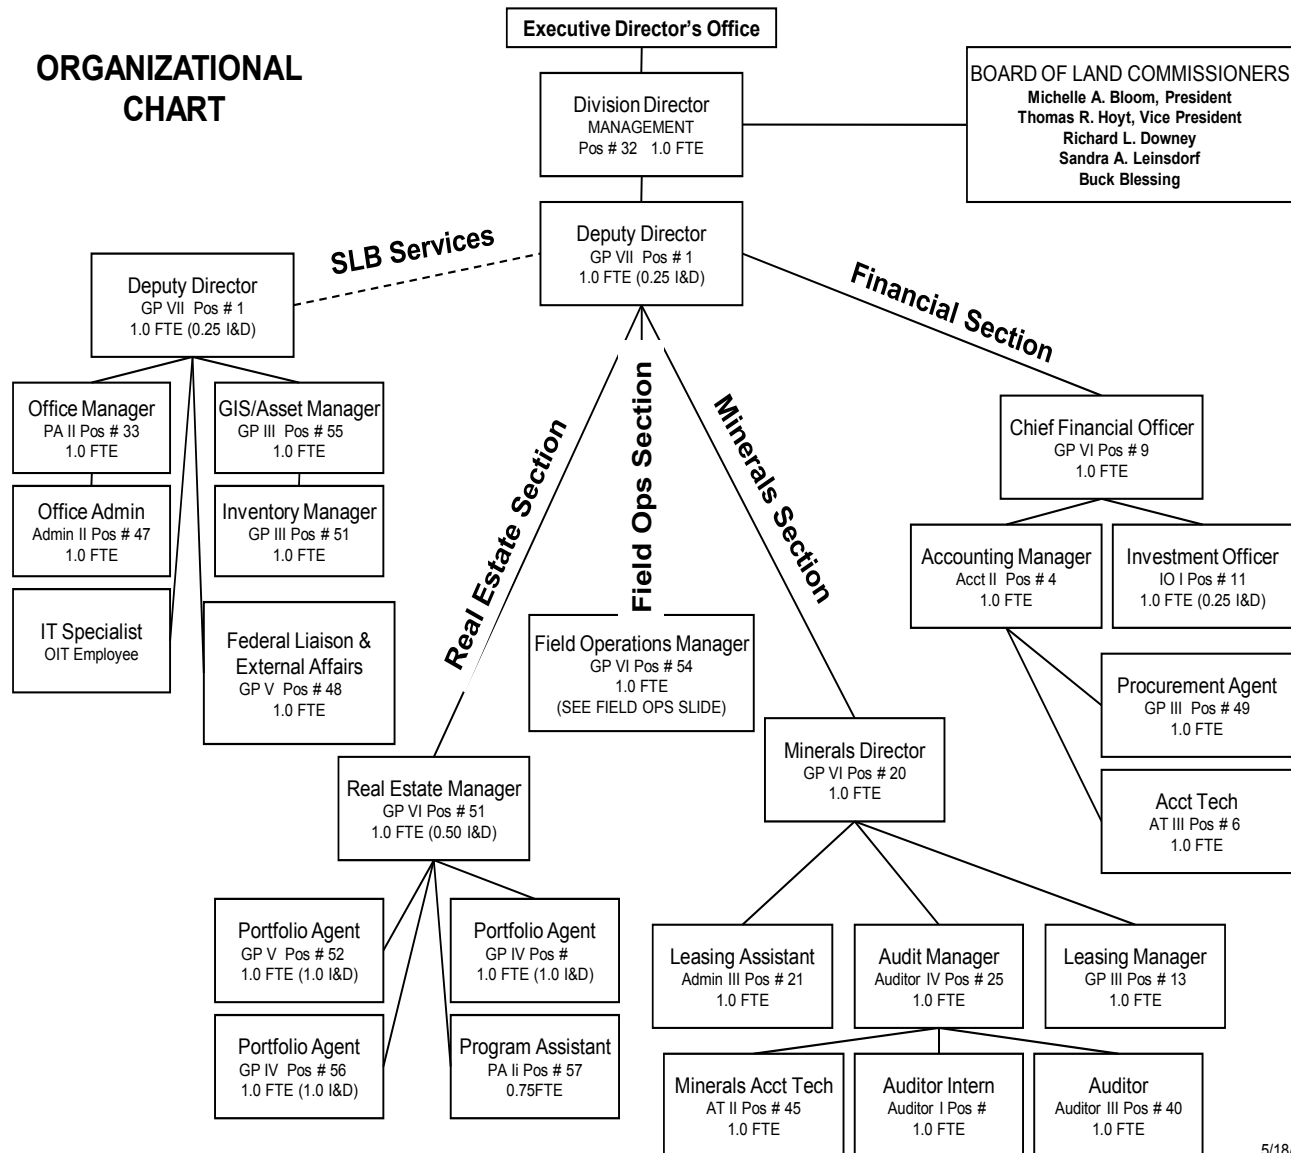 Executive Director's Office
ORGANIZATIONAL
CHART
Division Director
MANAGEMENT
Pos # 32 1.0 FTE
BOARD OF LAND COMMISSIONERS
Michelle A. Bloom, President
Thomas R. Hoyt, Vice President
Richard L. Downey
Sandra A. Leinsdorf
Buck Blessing
Deputy Director
GP VII Pos # 1
1.0 FTE (0.25 I&D)
SLB Services
Financial Section
Deputy Director
GP VII Pos # 1
1.0 FTE (0.25 I&D)
Office Manager
PA II Pos # 33
1.0 FTE
GIS/Asset Manager
GP III Pos # 55
1.0 FTE
Office Admin
Admin II Pos # 47
1.0 FTE
Inventory Manager
GP III Pos # 51
1.0 FTE
IT Specialist
OIT Employee
Federal Liaison &
External Affairs
GP V Pos # 48
1.0 FTE
Real Estate Section
Field Ops Section
Minerals Section
Chief Financial Officer
GP VI Pos # 9
1.0 FTE
Accounting Manager
Acct II Pos # 4
1.0 FTE
Investment Officer
IO I Pos # 11
1.0 FTE (0.25 I&D)
Procurement Agent
GP III Pos # 49
1.0 FTE
Acct Tech
AT III Pos # 6
1.0 FTE
Field Operations Manager
GP VI Pos # 54
1.0 FTE
(SEE FIELD OPS SLIDE)
Real Estate Manager
GP VI Pos # 51
1.0 FTE (0.50 I&D)
Minerals Director
GP VI Pos # 20
1.0 FTE
Portfolio Agent
GP V Pos # 52
1.0 FTE (1.0 I&D)
Portfolio Agent
GP IV Pos #
1.0 FTE (1.0 I&D)
Portfolio Agent
GP IV Pos # 56
1.0 FTE (1.0 I&D)
Program Assistant
PA Ii Pos # 57
0.75FTE
Leasing Assistant
Admin III Pos # 21
1.0 FTE
Audit Manager
Auditor IV Pos # 25
1.0 FTE
Leasing Manager
GP III Pos # 13
1.0 FTE
Minerals Acct Tech
AT II Pos # 45
1.0 FTE
Auditor Intern
Auditor I Pos #
1.0 FTE
Auditor
Auditor III Pos # 40
1.0 FTE
5/18/